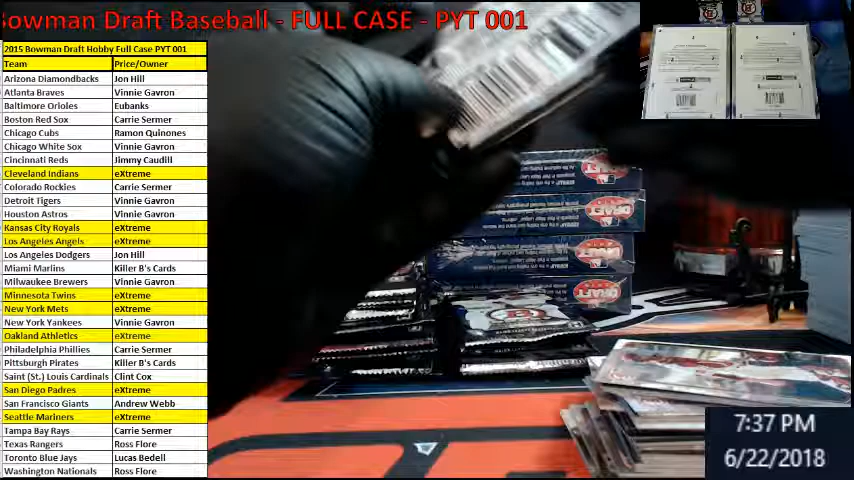 Bowman Draft Baseball - FULL CASE - PYT 001
2015 Bowman Draft Hobby Full Case PYT 001
Team Price/Owner
Arizona Diamondbacks Jon Hill
Atlanta Braves Vinnie Gavron
Baltimore Orioles Eubanks
Boston Red Sox Carrie Sermer
Chicago Cubs Ramon Quinones
Chicago White Sox Vinnie Gavron
Cincinnati Reds Jimmy Caudill
Cleveland Indians eXtreme
Colorado Rockies Carrie Sermer
Detroit Tigers Vinnie Gavron
Houston Astros Vinnie Gavron
Kansas City Royals eXtreme
Los Angeles Angels eXtreme
Los Angeles Dodgers Jon Hill
Miami Marlins Killer B's Cards
Milwaukee Brewers Vinnie Gavron
Minnesota Twins eXtreme
New York Mets eXtreme
New York Yankees Vinnie Gavron
Oakland Athletics eXtreme
Philadelphia Phillies Carrie Sermer
Pittsburgh Pirates Killer B's Cards
Saint (St.) Louis Cardinals Clint Cox
San Diego Padres eXtreme
San Francisco Giants Andrew Webb
Seattle Mariners eXtreme
Tampa Bay Rays Carrie Sermer
Texas Rangers Ross Flore
Toronto Blue Jays Lucas Bedell
Washington Nationals Ross Flore
DRAFT
DRAFT
DRAFT
DRAFT
7:37 PM
6/22/2018